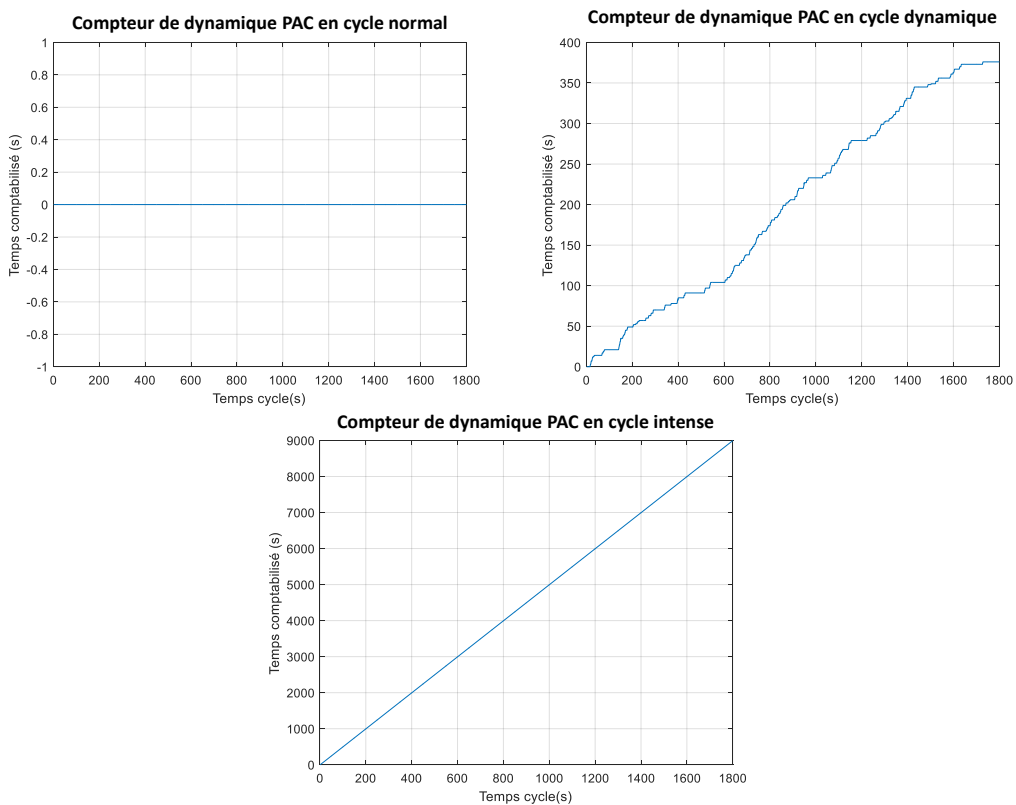 Compteur de dynamique PAC en cycle normal
1
0.8
0.6
0.4
0.2
0
-0.2
-0.4
-0.6
-0.8
-1
Temps comptabilisé (s)
0 200 400 600 800 1000 1200 1400 1600 1800
Temps cycle(s)
Compteur de dynamique PAC en cycle dynamique
400
350
300
250
200
150
100
50
0
Temps comptabilisé (s)
0 200 400 600 800 1000 1200 1400 1600 1800
Temps cycle(s)
Compteur de dynamique PAC en cycle intense
9000
8000
7000
6000
5000
4000
3000
2000
1000
0
Temps comptabilisé (s)
0 200 400 600 800 1000 1200 1400 1600 1800
Temps cycle(s)